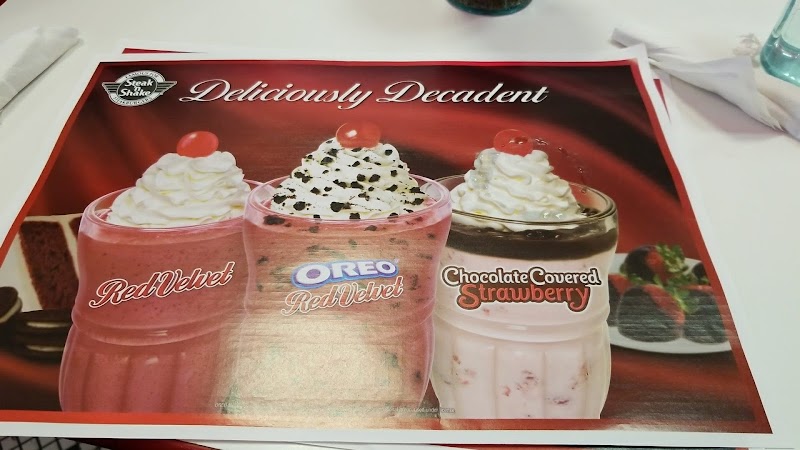 Steak
'n
Shake
Deliciously Decadent
Red Velvet
OREO
Red Velvet
Chocolate Covered
Strawberry